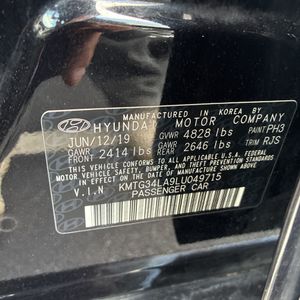 MANUFACTURED IN KOREA BY
HYUNDAI MOTOR COMPANY
JUN/12/19 GVWR 4828 lbs PAINT PH3
GAWR FRONT 2414 lbs GAWR REAR 2646 lbs TRIM RJS
THIS VEHICLE CONFORMS TO ALL APPLICABLE U.S.
FEDERAL MOTOR VEHICLE SAFETY, BUMPER, AND THEFT PREVENTION STANDARDS
IN EFFECT ON THE DATE OF MANUFACTURE SHOWN ABOVE.
V.I.N KMTG34LA9LU049715
PASSENGER CAR